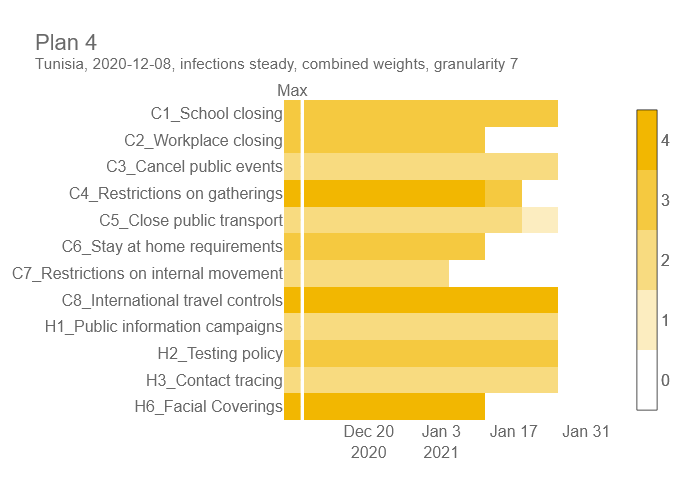 Plan 4
Tunisia, 2020-12-08, infections steady, combined weights, granularity 7
Max
C1_School closing
C2_Workplace closing
C3_Cancel public events
C4_Restrictions on gatherings
C5_Close public transport
C6_Stay at home requirements
C7_Restrictions on internal movement
C8_International travel controls
H1_Public information campaigns
H2_Testing policy
H3_Contact tracing
H6_Facial Coverings
Dec 20 Jan 3 Jan 17 Jan 31
2020 2021
4
3
2
1
0